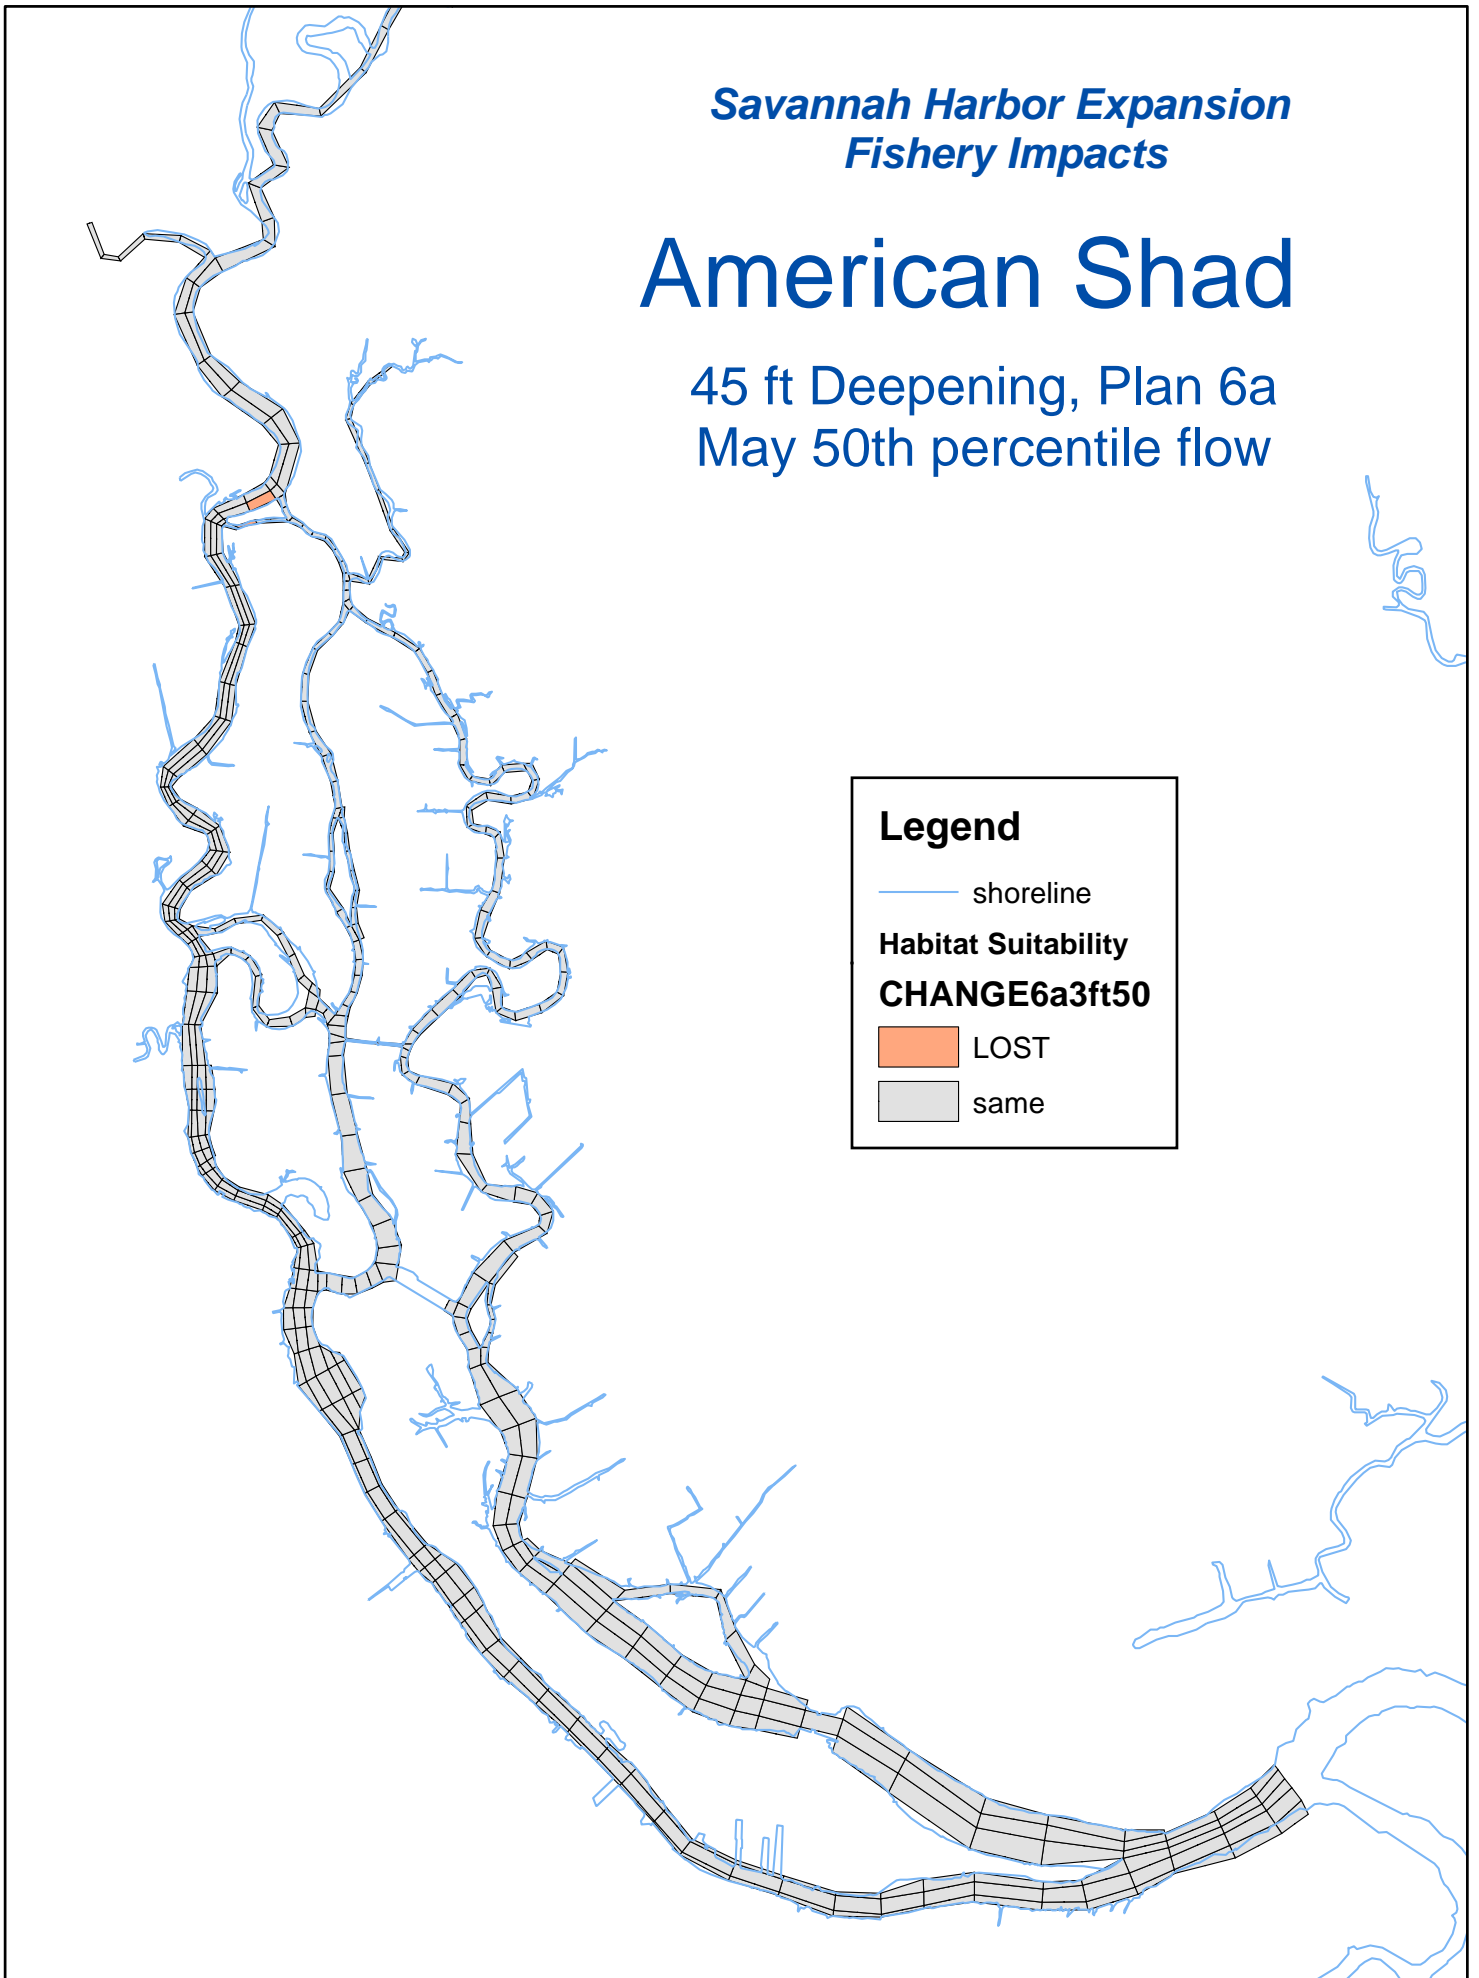 Savannah Harbor Expansion
Fishery Impacts
American Shad
45 ft Deepening, Plan 6a
May 50th percentile flow
Legend
shoreline
Habitat Suitability
CHANGE6a3ft50
LOST
same